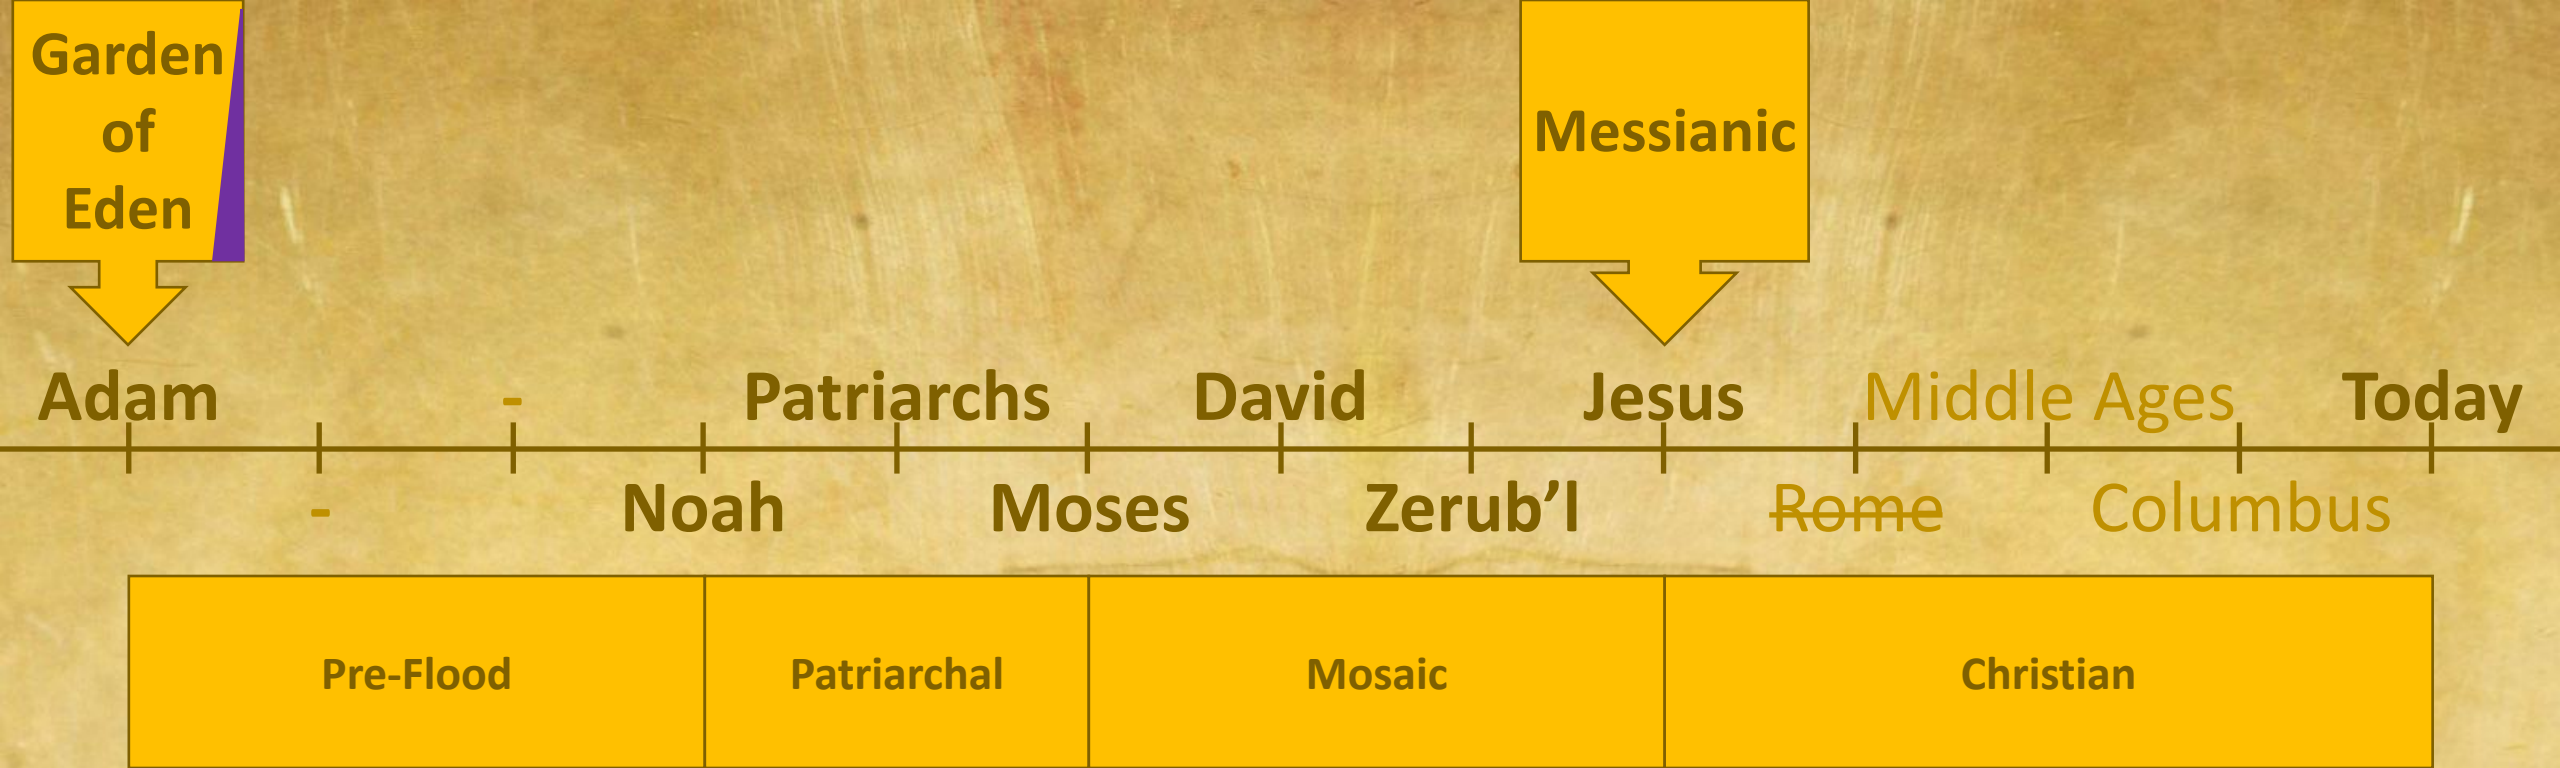 Garden
of
Eden
Messianic
Adam - Patriarchs David Jesus Middle Ages Today
- Noah Moses Zerub’l Rome Columbus
Pre-Flood Patriarchal Mosaic Christian